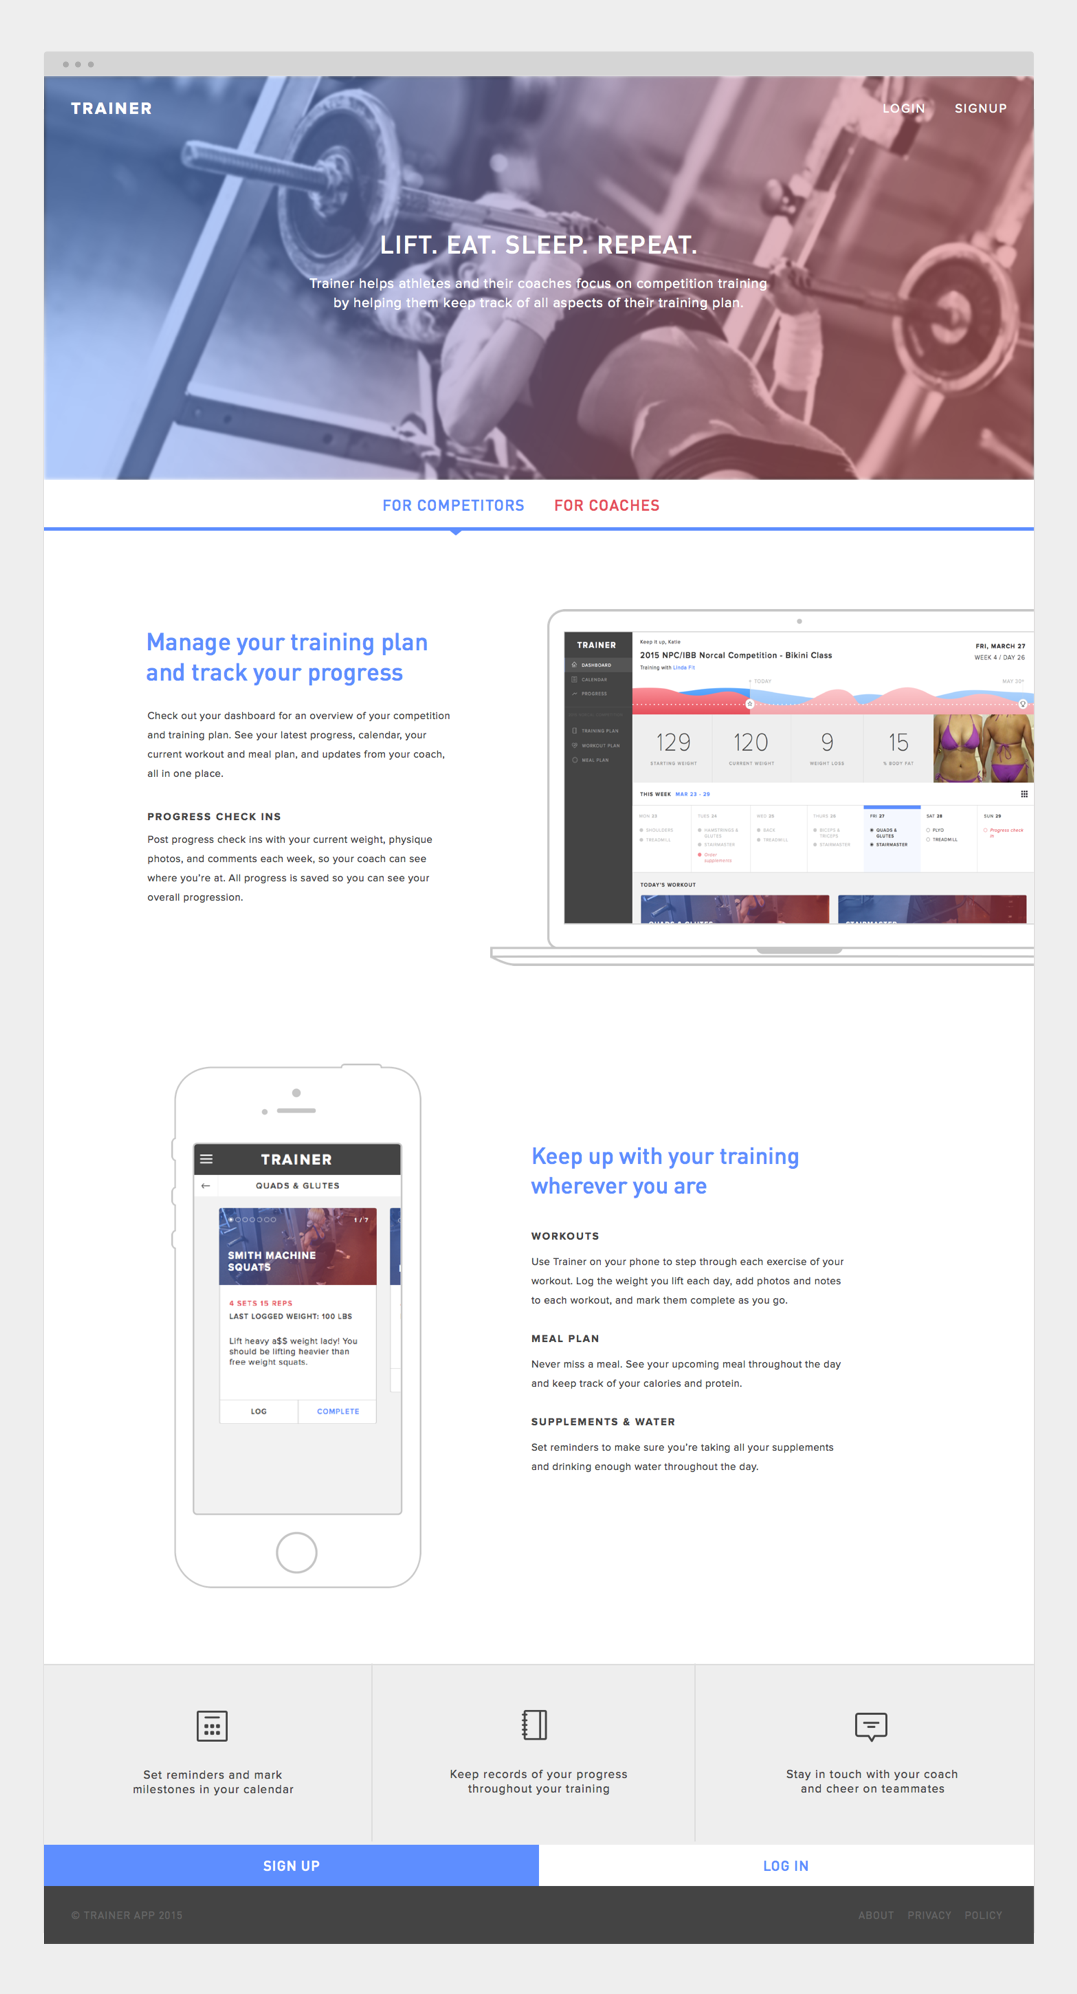 TRAINER
LOGIN SIGNUP
LIFT. EAT. SLEEP. REPEAT.
Trainer helps athletes and their coaches focus on competition training
by helping them keep track of all aspects of their training plan.
FOR COMPETITORS FOR COACHES
Manage your training plan
and track your progress
Check out your dashboard for an overview of your competition
and training plan. See your latest progress, calendar, your
current workout and meal plan, and updates from your coach,
all in one place.
PROGRESS CHECK INS
Post progress check ins with your current weight, physique
photos, and comments each week, so your coach can see
where you're at. All progress is saved so you can see your
overall progression.
TRAINER
DASHBOARD
CALENDAR
PROGRESS
TRAINING PLAN
WORKOUT PLAN
MEAL PLAN
Keep it up, Katie
2015 NPC/IBB Norcal Competition - Bikini Class
Training with Linda Fit
FRI, MARCH 27
WEEK 4 / DAY 26
TODAY
129
STARTING WEIGHT
120
CURRENT WEIGHT
9
WEIGHT LOSS
15
% BODY FAT
THIS WEEK MAR 23 - 29
MON 23
SHOULDERS
TREADMILL
TUES 24
HAMSTRINGS &
GLUTES
STAIRMASTER
Order
supplements
WED 25
BACK
TREADMILL
THURS 26
BICEPS &
TRICEPS
STAIRMASTER
FRI 27
QUADS &
GLUTES
STAIRMASTER
SAT 28
PLYO
TREADMILL
SUN 29
Progress check
in
TODAY'S WORKOUT
QUADS & GLUTES
STAIRMASTER
TRAINER
QUADS & GLUTES
1/7
SMITH MACHINE
SQUATS
4 SETS 15 REPS
LAST LOGGED WEIGHT: 100 LBS
Lift heavy a$$ weight lady! You
should be lifting heavier than
free weight squats.
LOG COMPLETE
Keep up with your training
wherever you are
WORKOUTS
Use Trainer on your phone to step through each exercise of your
workout. Log the weight you lift each day, add photos and notes
to each workout, and mark them complete as you go.
MEAL PLAN
Never miss a meal. See your upcoming meal throughout the day
and keep track of your calories and protein.
SUPPLEMENTS & WATER
Set reminders to make sure you're taking all your supplements
and drinking enough water throughout the day.
Set reminders and mark
milestones in your calendar
Keep records of your progress
throughout your training
Stay in touch with your coach
and cheer on teammates
SIGN UP
LOG IN
© TRAINER APP 2015
ABOUT PRIVACY POLICY